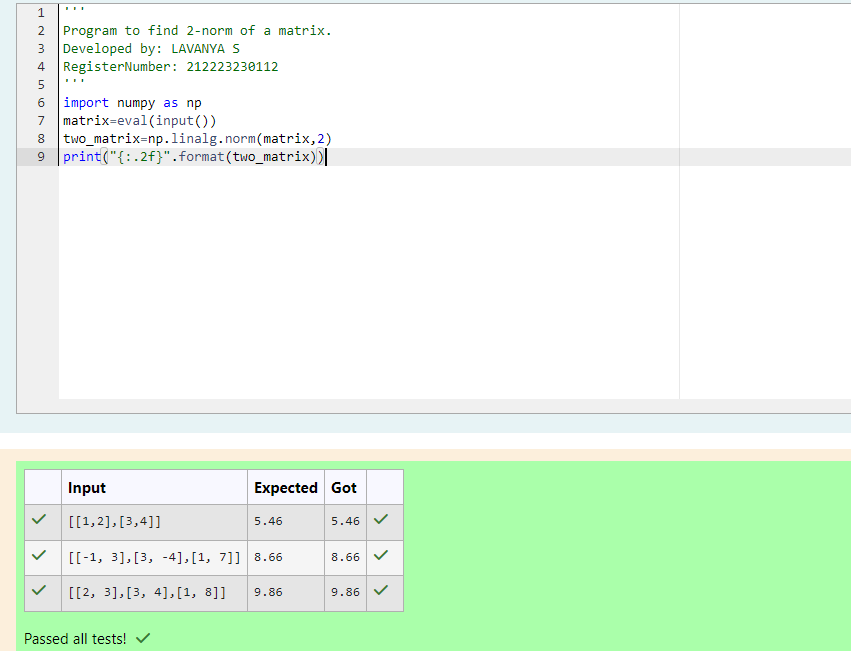 1 '''
2 Program to find 2-norm of a matrix.
3 Developed by: LAVANYA S
4 RegisterNumber: 212223230112
5 '''
6 import numpy as np
7 matrix=eval(input())
8 two_matrix=np.linalg.norm(matrix,2)
9 print("{:.2f}".format(two_matrix))
Input Expected Got
[[1,2],[3,4]] 5.46 5.46
[[-1, 3],[3, -4],[1, 7]] 8.66 8.66
[[2, 3],[3, 4],[1, 8]] 9.86 9.86
Passed all tests!